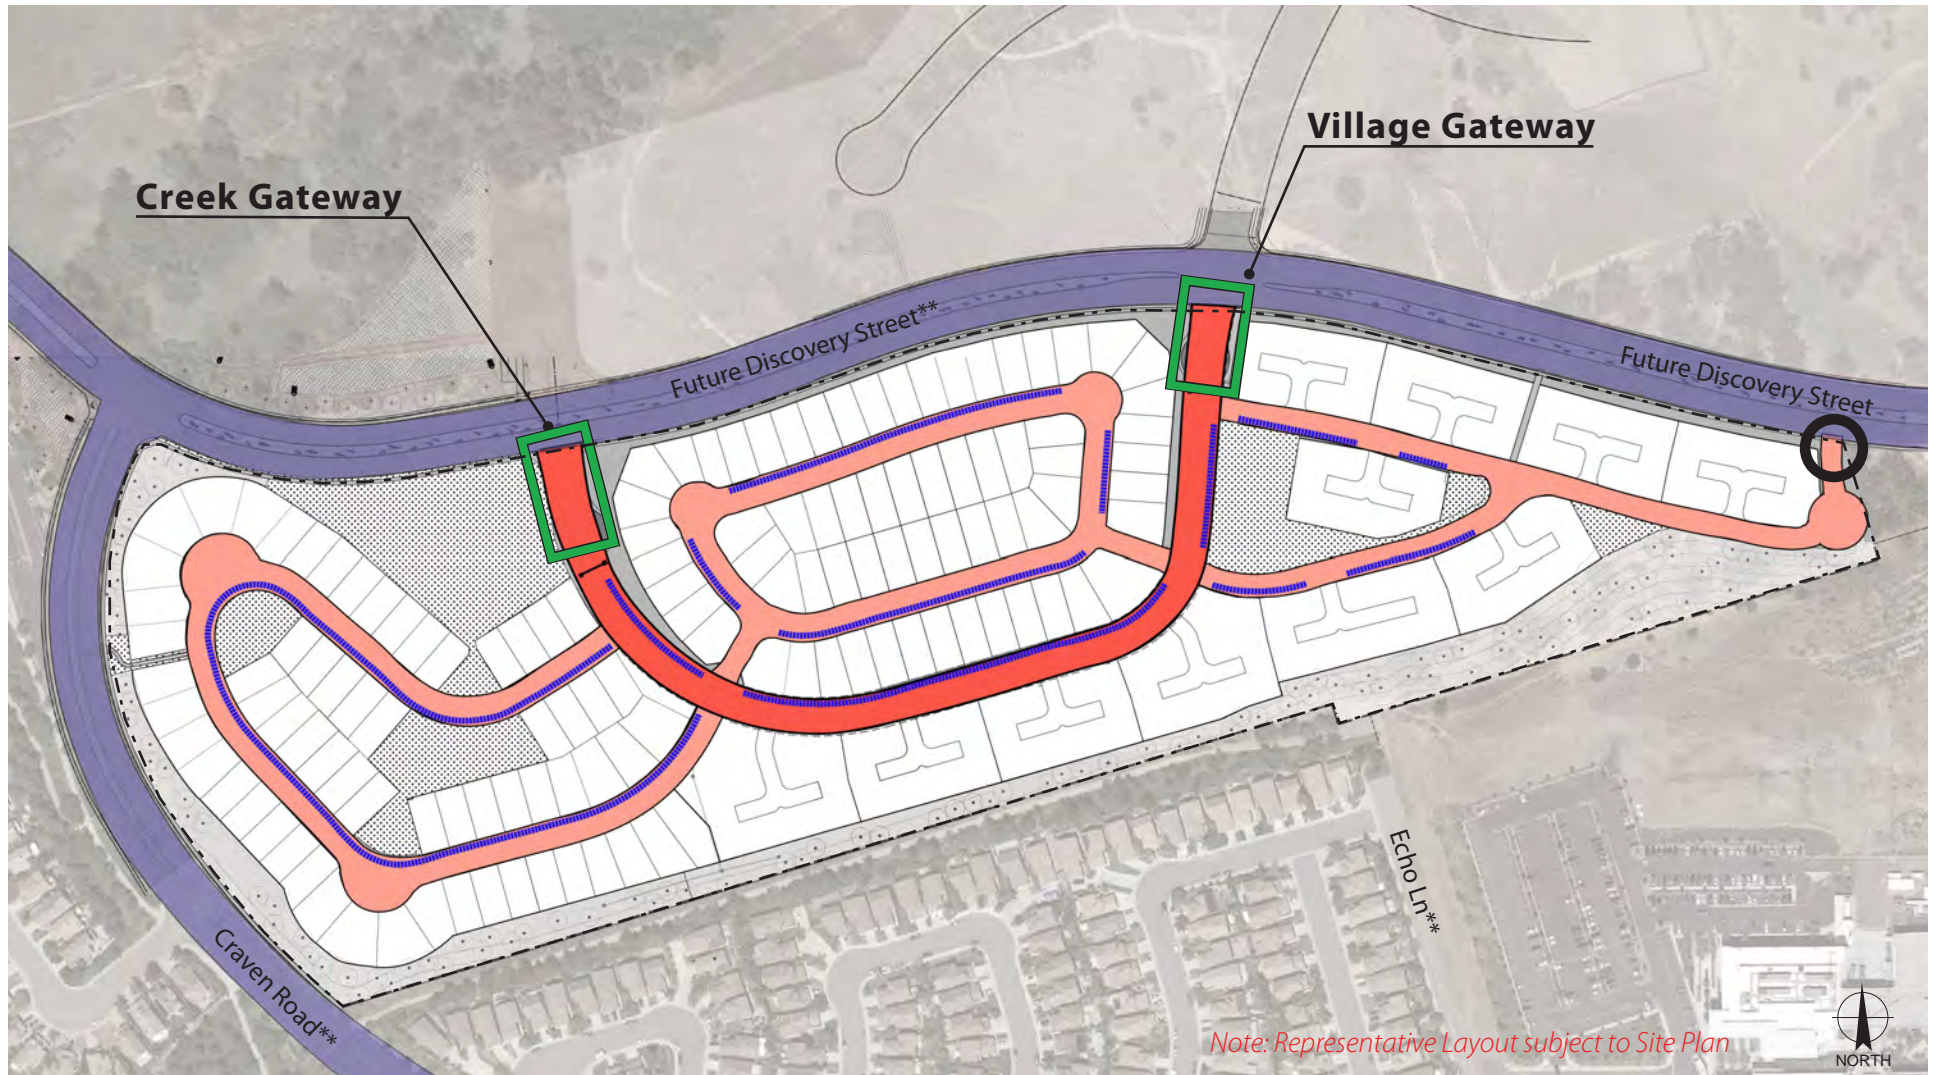 Village Gateway
Creek Gateway
Future Discovery Street**
Future Discovery Street
Echo Ln**
Craven Road**
Note: Representative Layout subject to Site Plan
NORTH